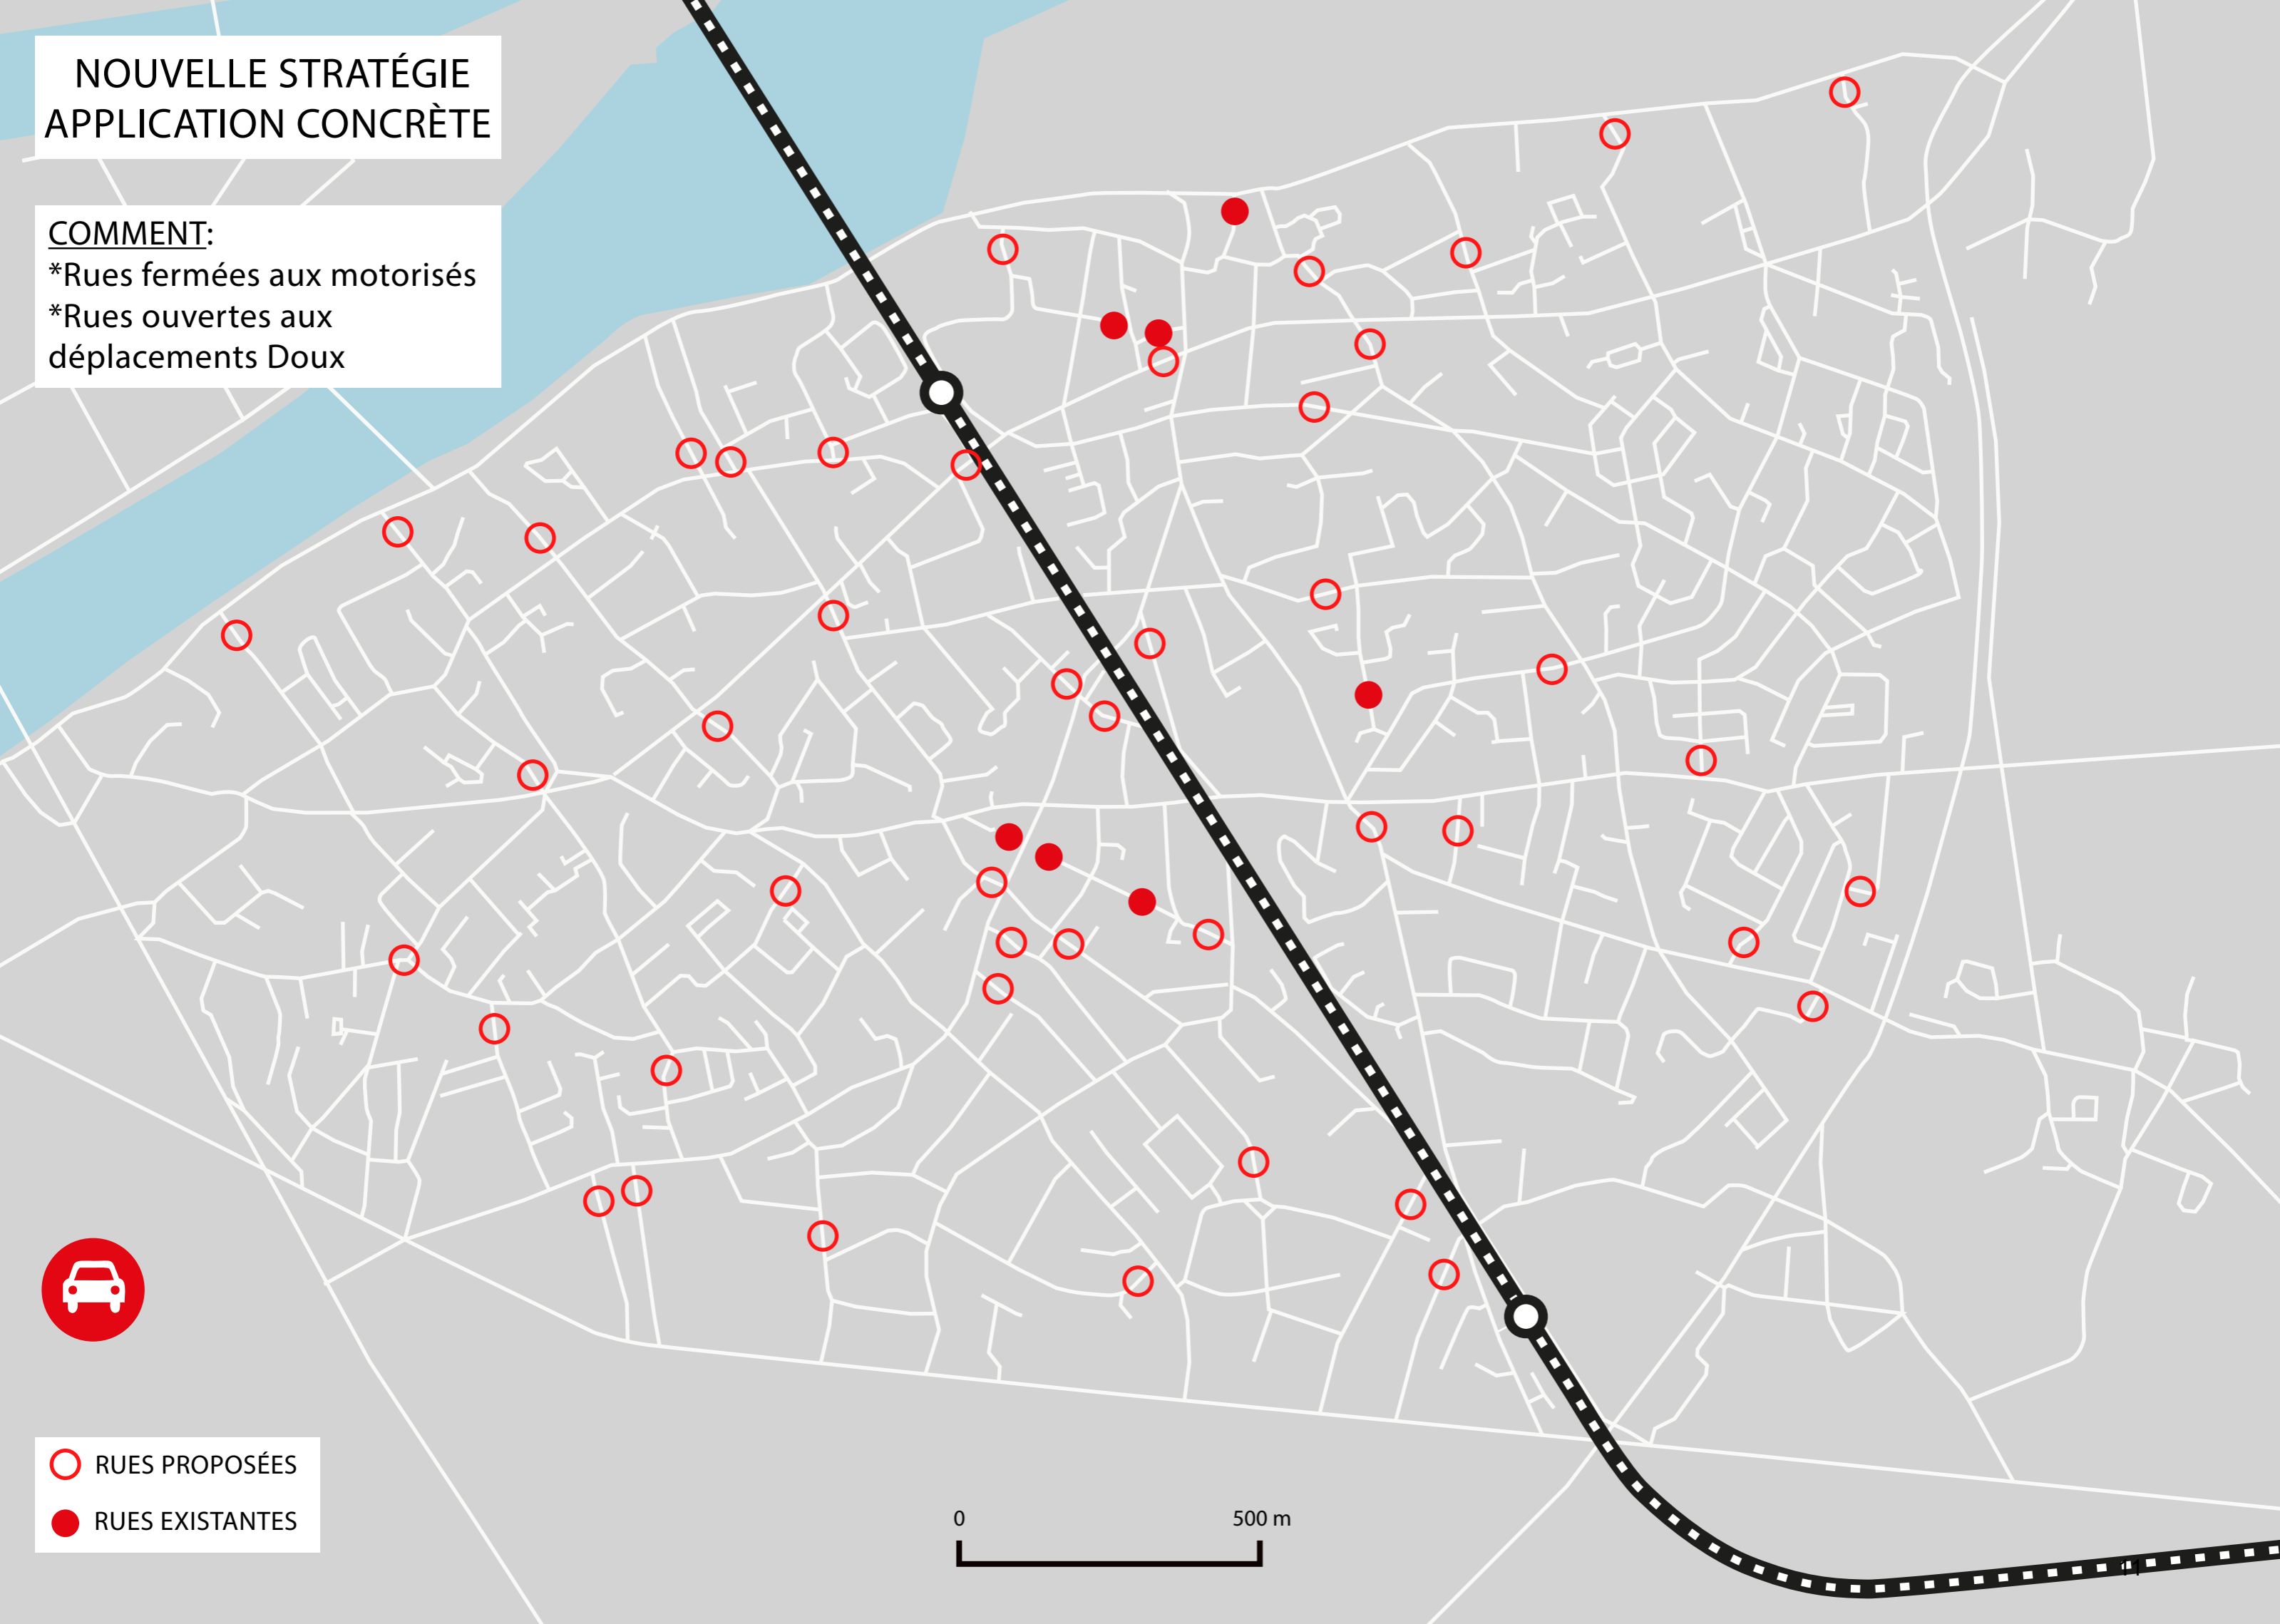 NOUVELLE STRATÉGIE
APPLICATION CONCRÈTE
COMMENT:
*Rues fermées aux motorisés
*Rues ouvertes aux
déplacements Doux
RUES PROPOSÉES
RUES EXISTANTES
0 500 m
11